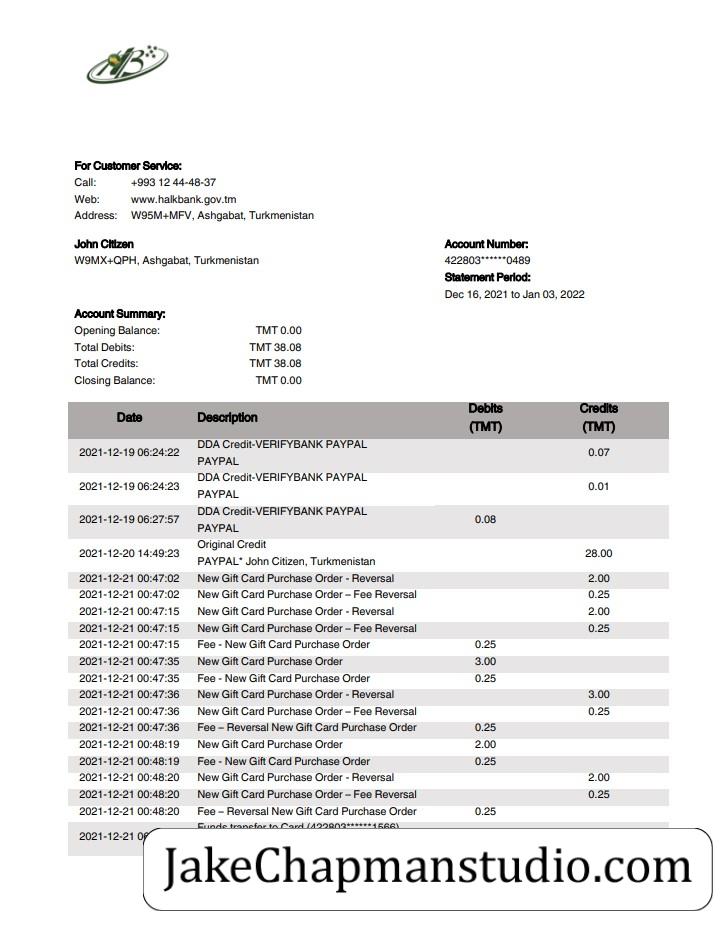 HB
For Customer Service:
Call: +993 12 44-48-37
Web: www.halkbank.gov.tm
Address: W95M+MFV, Ashgabat, Turkmenistan
John Citizen
W9MX+QPH, Ashgabat, Turkmenistan
Account Number:
422803******0489
Statement Period:
Dec 16, 2021 to Jan 03, 2022
Account Summary:
Opening Balance: TMT 0.00
Total Debits: TMT 38.08
Total Credits: TMT 38.08
Closing Balance: TMT 0.00
Date Description Debits (TMT) Credits (TMT)
2021-12-19 06:24:22 DDA Credit-VERIFYBANK PAYPAL 0.07
PAYPAL
2021-12-19 06:24:23 DDA Credit-VERIFYBANK PAYPAL 0.01
PAYPAL
2021-12-19 06:27:57 DDA Credit-VERIFYBANK PAYPAL 0.08
PAYPAL
2021-12-20 14:49:23 Original Credit 28.00
PAYPAL* John Citizen, Turkmenistan
2021-12-21 00:47:02 New Gift Card Purchase Order - Reversal 2.00
2021-12-21 00:47:02 New Gift Card Purchase Order – Fee Reversal 0.25
2021-12-21 00:47:15 New Gift Card Purchase Order - Reversal 2.00
2021-12-21 00:47:15 New Gift Card Purchase Order – Fee Reversal 0.25
2021-12-21 00:47:15 Fee - New Gift Card Purchase Order 0.25
2021-12-21 00:47:35 New Gift Card Purchase Order 3.00
2021-12-21 00:47:35 Fee - New Gift Card Purchase Order 0.25
2021-12-21 00:47:36 New Gift Card Purchase Order - Reversal 3.00
2021-12-21 00:47:36 New Gift Card Purchase Order – Fee Reversal 0.25
2021-12-21 00:47:36 Fee – Reversal New Gift Card Purchase Order 0.25
2021-12-21 00:48:19 New Gift Card Purchase Order 2.00
2021-12-21 00:48:19 Fee - New Gift Card Purchase Order 0.25
2021-12-21 00:48:20 New Gift Card Purchase Order - Reversal 2.00
2021-12-21 00:48:20 New Gift Card Purchase Order – Fee Reversal 0.25
2021-12-21 00:48:20 Fee – Reversal New Gift Card Purchase Order 0.25
2021-12-21 Funds transfer to Card (422803******1566)
JakeChapmanstudio.com